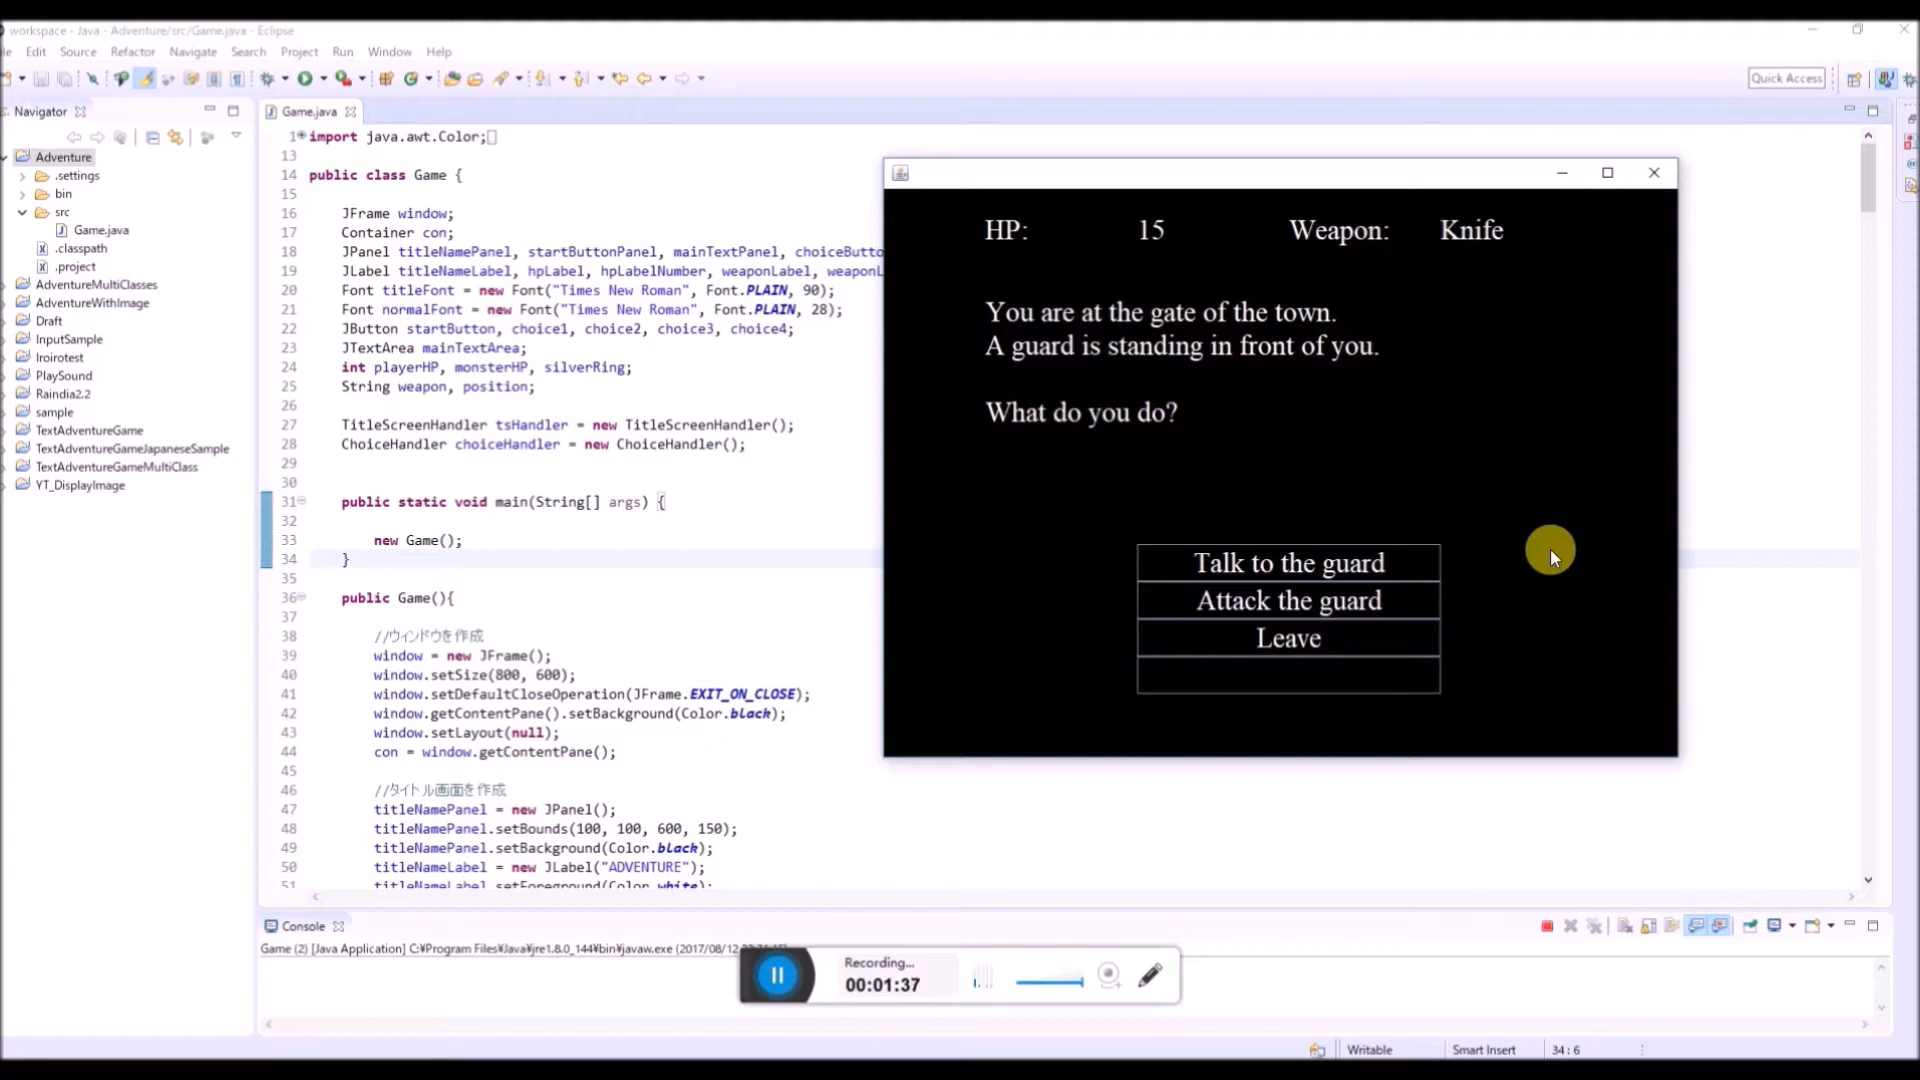 workspace - Java - Adventure/src/Game.java - Eclipse
Edit Source Refactor Navigate Search Project Run Window Help
Quick Access
Navigator
Adventure
.settings
bin
src
Game.java
.classpath
.project
AdventureMultiClasses
AdventureWithImage
Draft
InputSample
Iroirotest
PlaySound
Raindia2.2
sample
TextAdventureGame
TextAdventureGameJapaneseSample
TextAdventureGameMultiClass
YT_DisplayImage
Game.java
1 import java.awt.Color;
13
14 public class Game {
15
16 JFrame window;
17 Container con;
18 JPanel titleNamePanel, startButtonPanel, mainTextPanel, choiceButto
19 JLabel titleNameLabel, hpLabel, hpLabelNumber, weaponLabel, weaponL
20 Font titleFont = new Font("Times New Roman", Font.PLAIN, 90);
21 Font normalFont = new Font("Times New Roman", Font.PLAIN, 28);
22 JButton startButton, choice1, choice2, choice3, choice4;
23 JTextArea mainTextArea;
24 int playerHP, monsterHP, silverRing;
25 String weapon, position;
26
27 TitleScreenHandler tsHandler = new TitleScreenHandler();
28 ChoiceHandler choiceHandler = new ChoiceHandler();
29
30
31 public static void main(String[] args) {
32
33 new Game();
34 }
35
36 public Game(){
37
38 //ウィンドウを作成
39 window = new JFrame();
40 window.setSize(800, 600);
41 window.setDefaultCloseOperation(JFrame.EXIT_ON_CLOSE);
42 window.getContentPane().setBackground(Color.black);
43 window.setLayout(null);
44 con = window.getContentPane();
45
46 //タイトル画面を作成
47 titleNamePanel = new JPanel();
48 titleNamePanel.setBounds(100, 100, 600, 150);
49 titleNamePanel.setBackground(Color.black);
50 titleNameLabel = new JLabel("ADVENTURE");
51 titleNameLabel.setForeground(Color.white);
HP: 15 Weapon: Knife
You are at the gate of the town.
A guard is standing in front of you.
What do you do?
Talk to the guard
Attack the guard
Leave
Console
Game (2) [Java Application] C:¥Program Files¥Java¥jre1.8.0_144¥bin¥javaw.exe (2017/08/12
Recording...
00:01:37
Writable Smart Insert 34 : 6